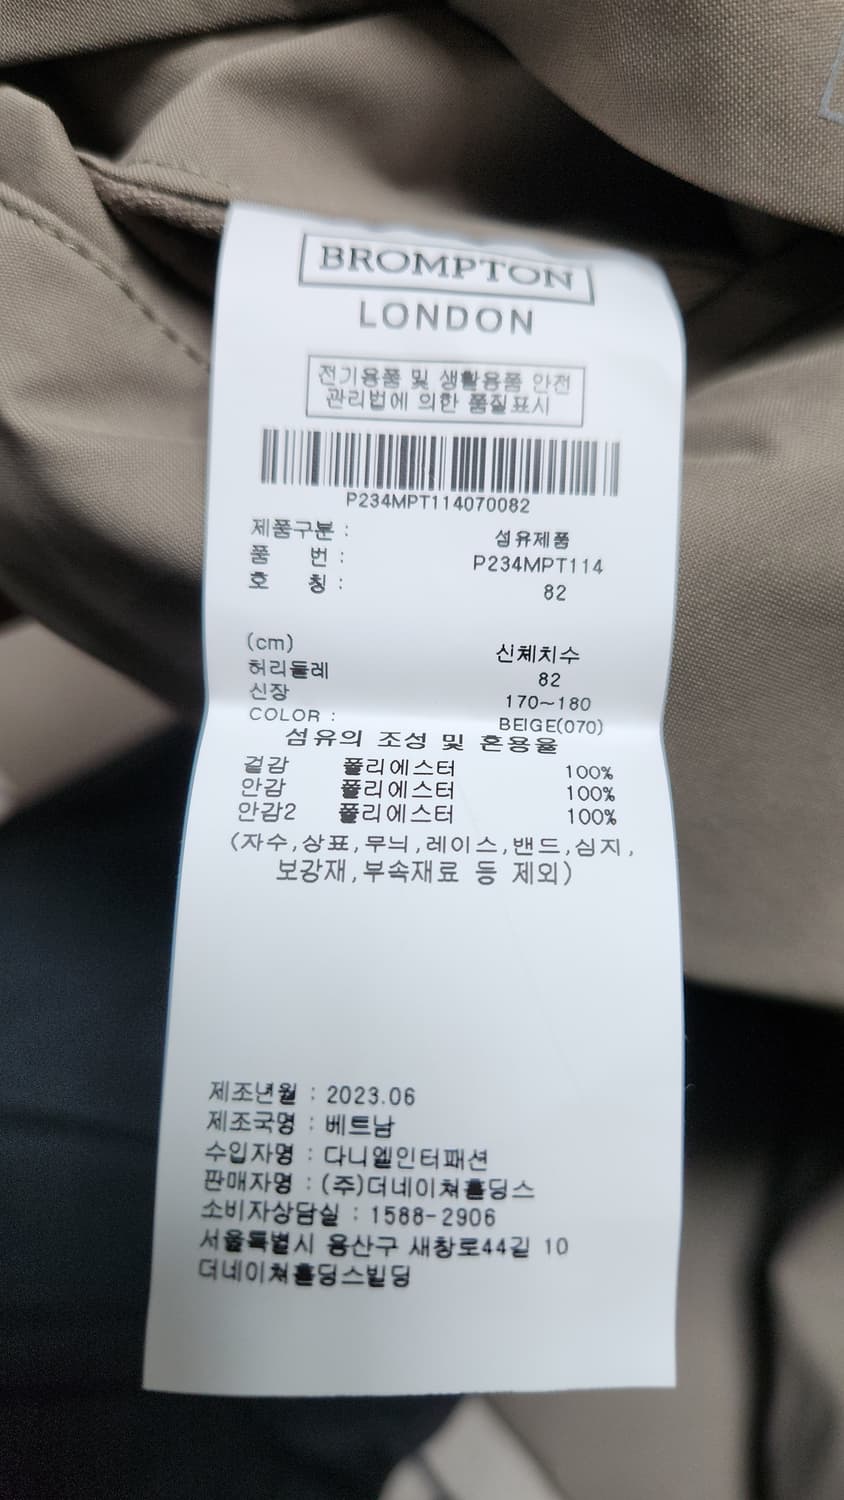 BROMPTON
LONDON
전기용품 및 생활용품 안전
관리법에 의한 품질표시
P234MPT114070082
제품구분 : 섬유제품
품 번 : P234MPT114
호 칭 : 82
(cm) 신체치수
허리둘레 82
신장 170~180
COLOR : BEIGE(070)
섬유의 조성 및 혼용율
겉감 폴리에스터 100%
안감 폴리에스터 100%
안감2 폴리에스터 100%
(자수,상표,무늬,레이스,밴드,심지,
보강재,부속재료 등 제외)
제조년월 : 2023.06
제조국명 : 베트남
수입자명 : 다니엘인터패션
판매자명 : (주)더네이쳐홀딩스
소비자상담실 : 1588-2906
서울특별시 용산구 새창로44길 10
더네이쳐홀딩스빌딩